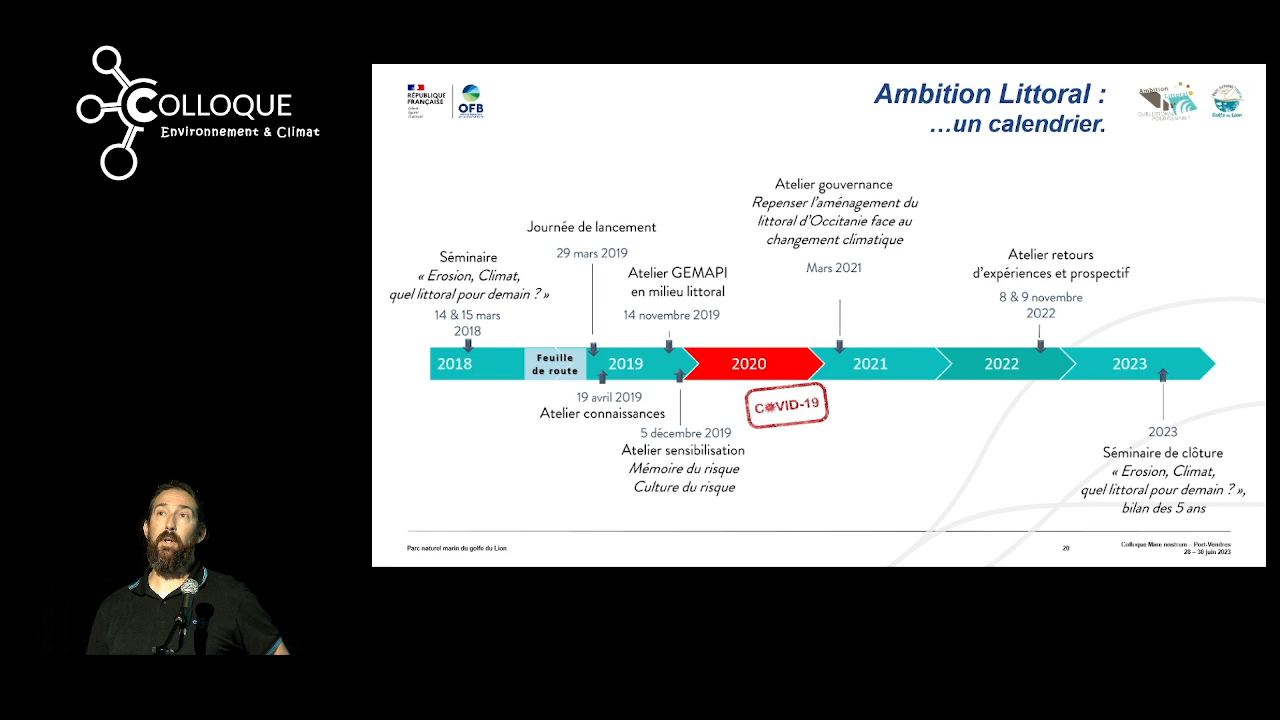 COLLOQUE
Environnement & Climat
RÉPUBLIQUE
FRANÇAISE
OFB
Ambition Littoral :
…un calendrier.
Ambition
Littoral
Golfe du Lion
Atelier gouvernance
Repenser l'aménagement du
littoral d'Occitanie face au
changement climatique
Mars 2021
Journée de lancement
29 mars 2019
Séminaire
« Erosion, Climat,
quel littoral pour demain ? »
14 & 15 mars
2018
Atelier GEMAPI
en milieu littoral
14 novembre 2019
Atelier retours
d'expériences et prospectif
8 & 9 novembre
2022
2018
Feuille
de route
2019
2020
2021
2022
2023
COVID-19
19 avril 2019
Atelier connaissances
5 décembre 2019
Atelier sensibilisation
Mémoire du risque
Culture du risque
2023
Séminaire de clôture
« Erosion, Climat,
quel littoral pour demain ? »,
bilan des 5 ans
Parc naturel marin du golfe du Lion
20
Colloque Mare nostrum – Port-Vendres
28 – 30 juin 2023